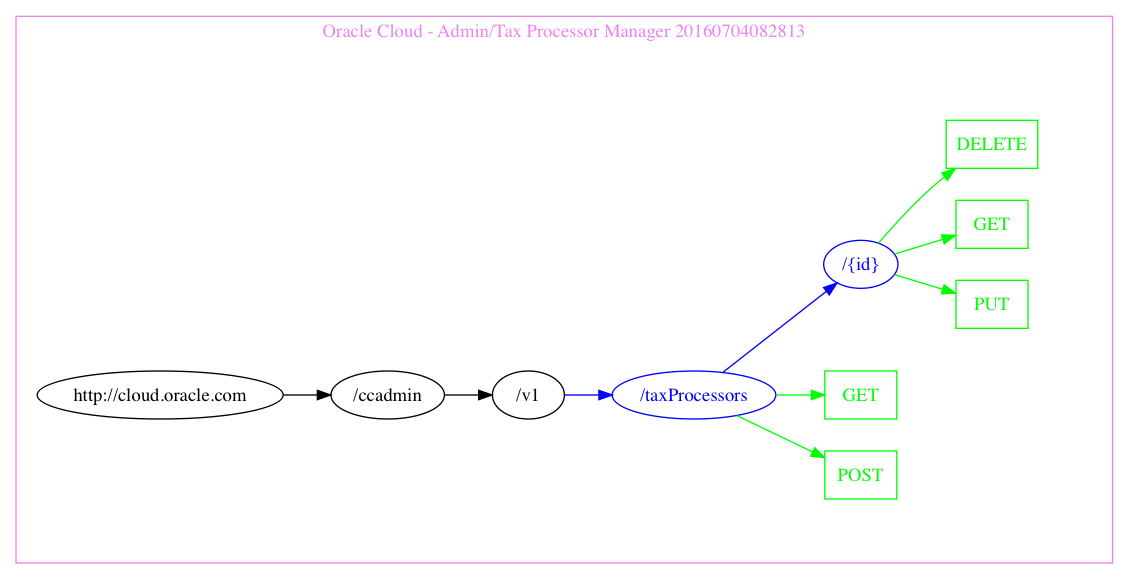 Oracle Cloud - Admin/Tax Processor Manager 20160704082813
DELETE
GET
/{id}
PUT
http://cloud.oracle.com
/ccadmin
/v1
/taxProcessors
GET
POST